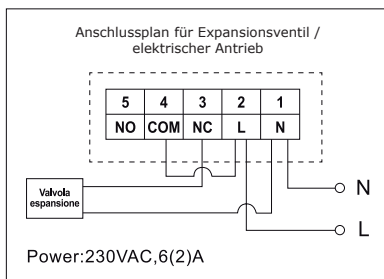 Anschlussplan für Expansionsventil /
elektrischer Antrieb
5 4 3 2 1
NO COM NC L N
Valvola
espansione
N
L
Power:230VAC,6(2)A